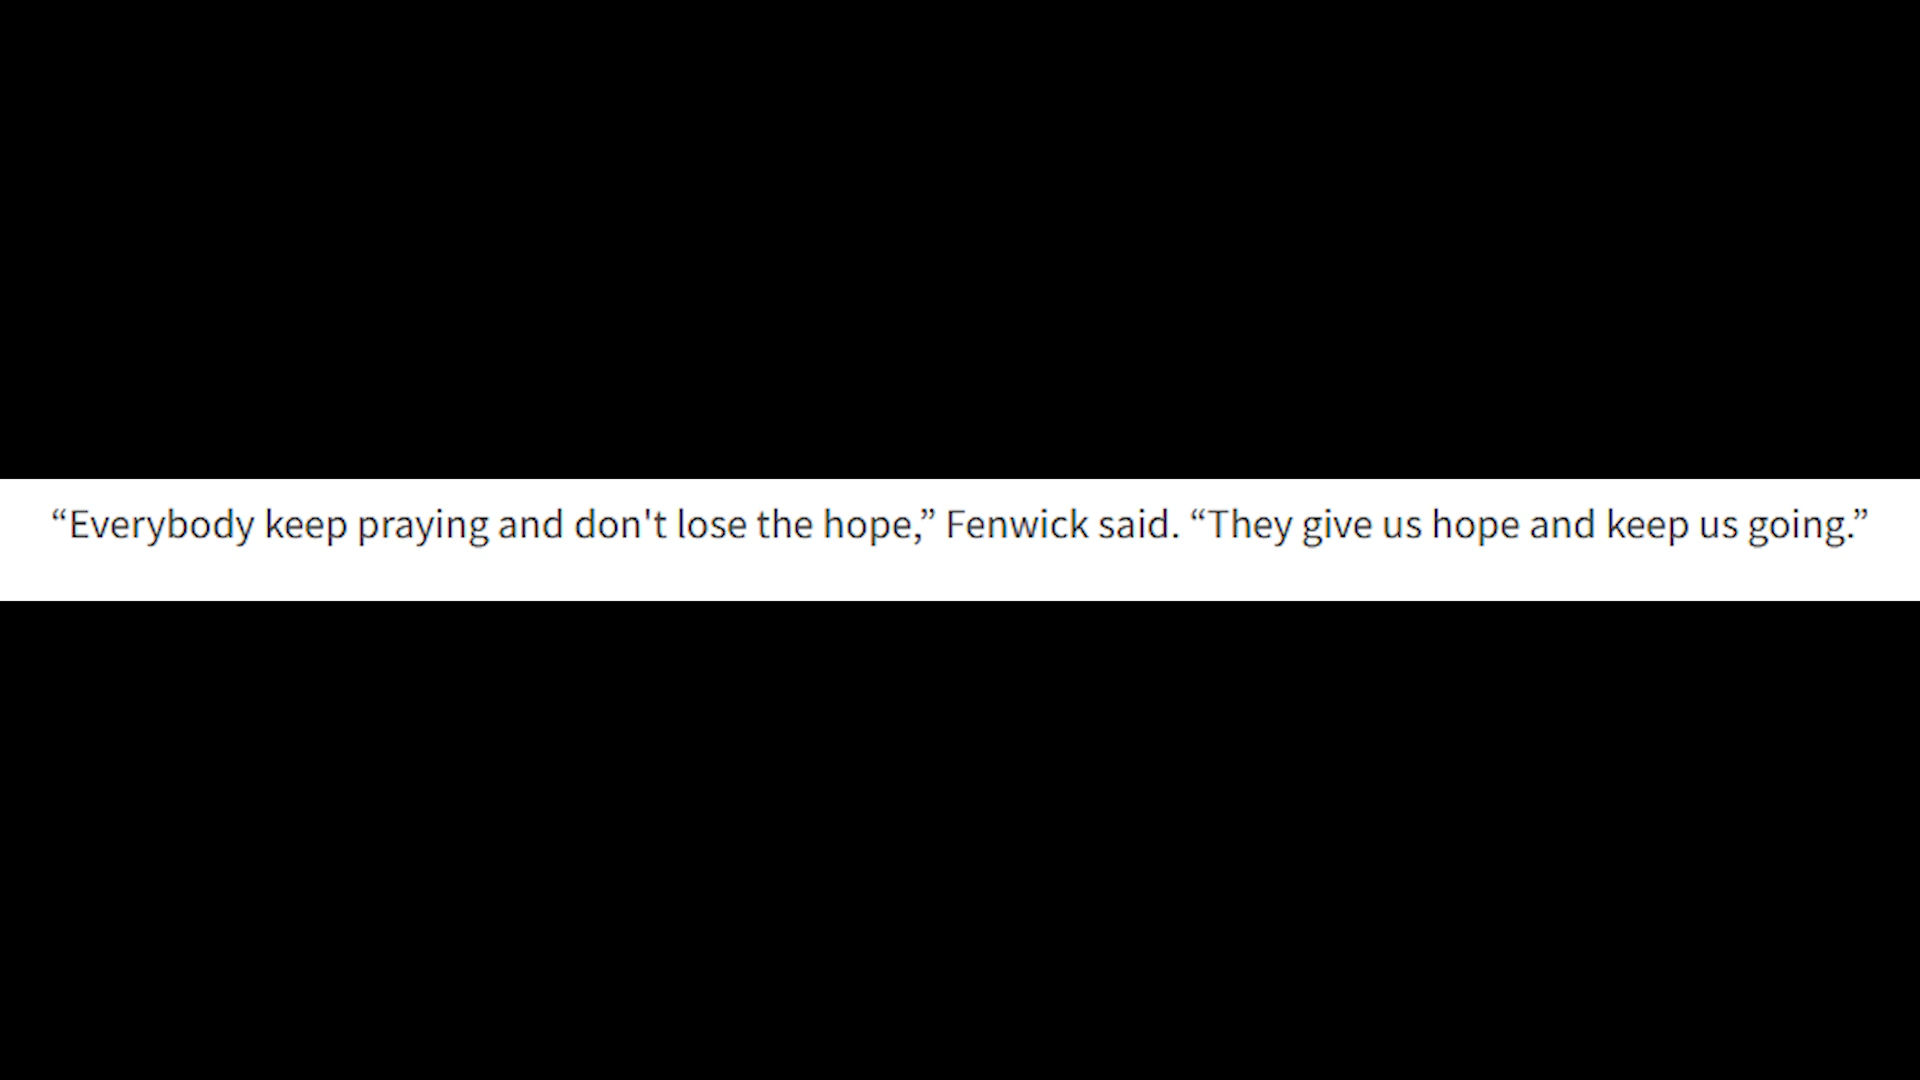 “Everybody keep praying and don't lose the hope,” Fenwick said. “They give us hope and keep us going.”